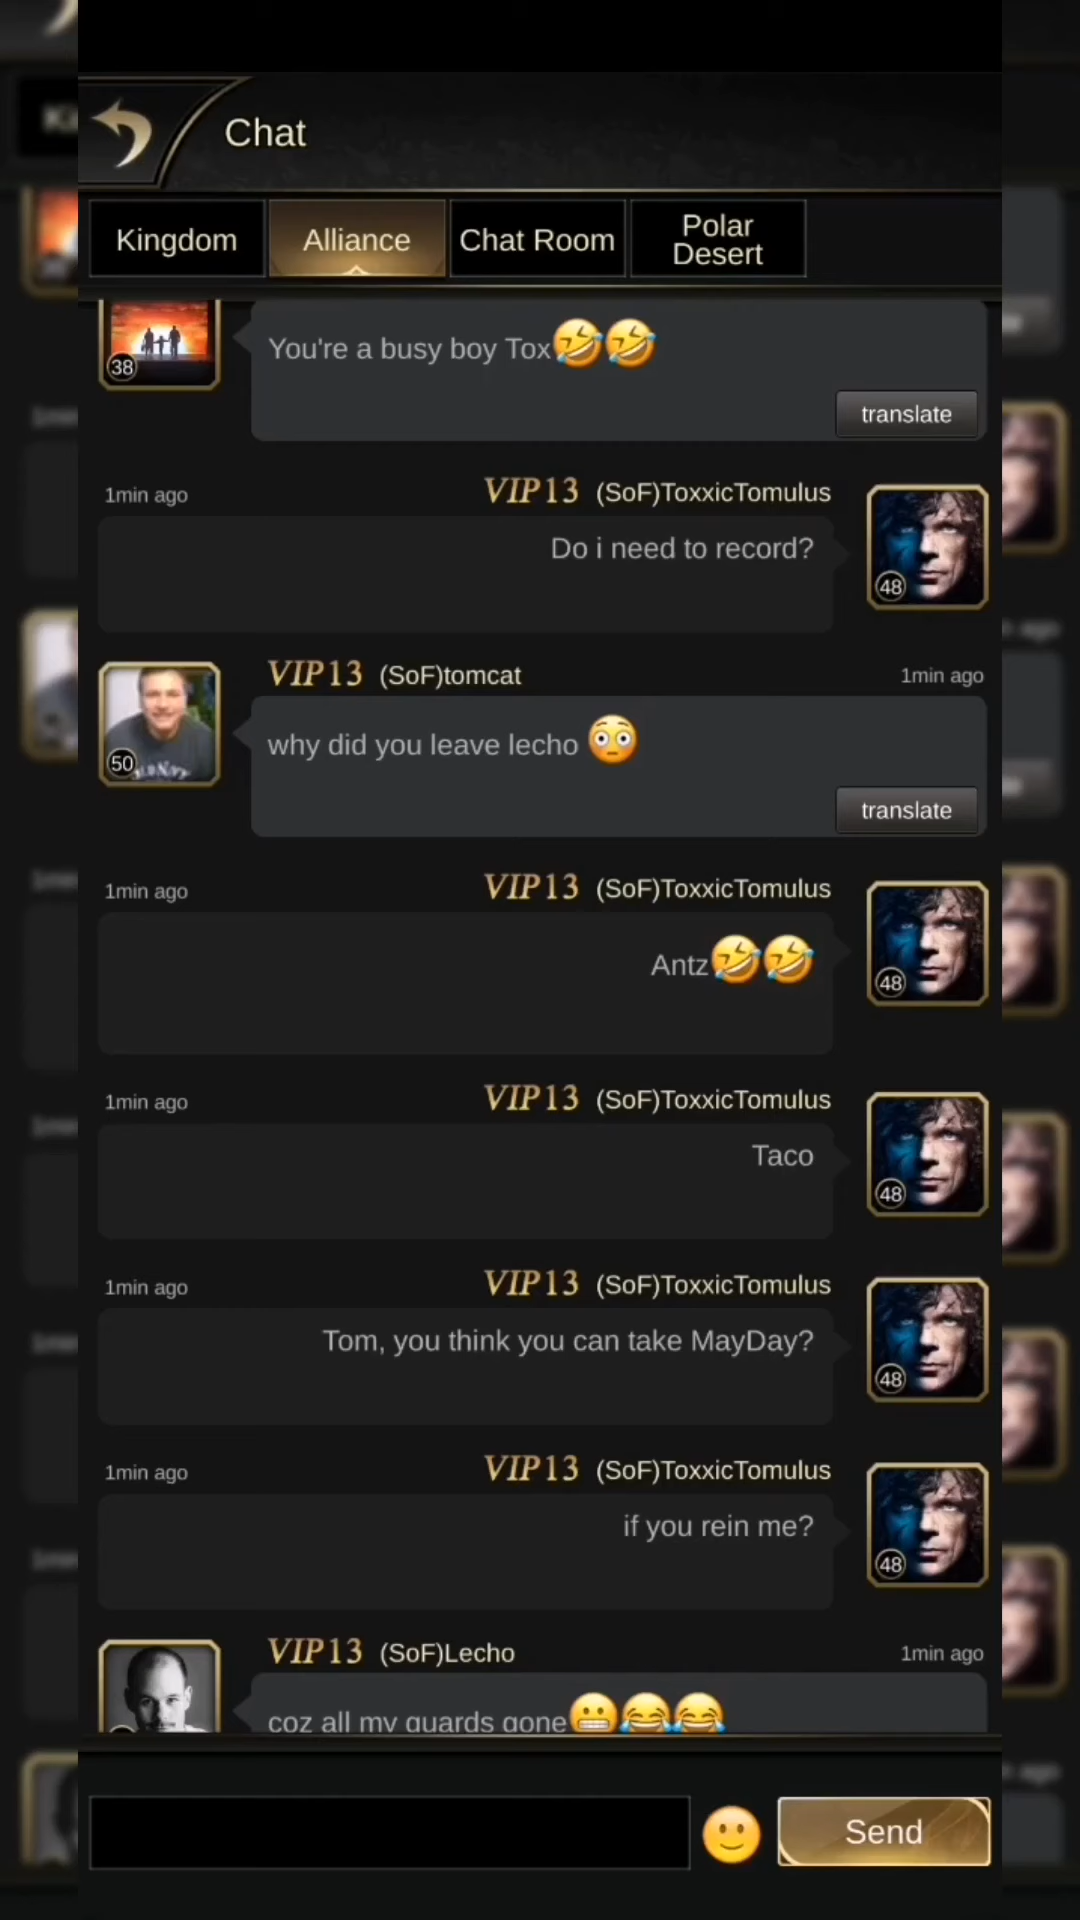 Chat
Kingdom
Alliance
Chat Room
Polar
Desert
38
You're a busy boy Tox🤣🤣
translate
1min ago
VIP13 (SoF)ToxxicTomulus
Do i need to record?
48
VIP13 (SoF)tomcat
1min ago
50
why did you leave lecho 😳
translate
1min ago
VIP13 (SoF)ToxxicTomulus
Antz🤣🤣
48
1min ago
VIP13 (SoF)ToxxicTomulus
Taco
48
1min ago
VIP13 (SoF)ToxxicTomulus
Tom, you think you can take MayDay?
48
1min ago
VIP13 (SoF)ToxxicTomulus
if you rein me?
48
VIP13 (SoF)Lecho
1min ago
coz all my guards gone😬😂😂
Send